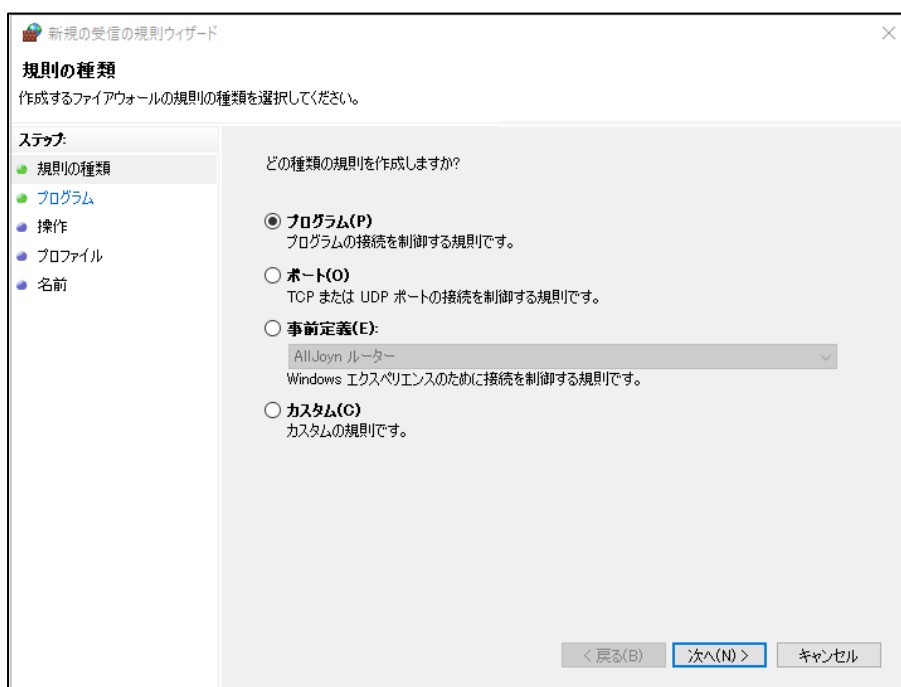 新規の受信の規則ウィザード
規則の種類
作成するファイアウォールの規則の種類を選択してください。
ステップ:
規則の種類
プログラム
操作
プロファイル
名前
どの種類の規則を作成しますか?
プログラム(P)
プログラムの接続を制御する規則です。
ポート(O)
TCP または UDP ポートの接続を制御する規則です。
事前定義(E):
AllJoyn ルーター
Windows エクスペリエンスのために接続を制御する規則です。
カスタム(C)
カスタムの規則です。
< 戻る(B) 次へ(N) > キャンセル